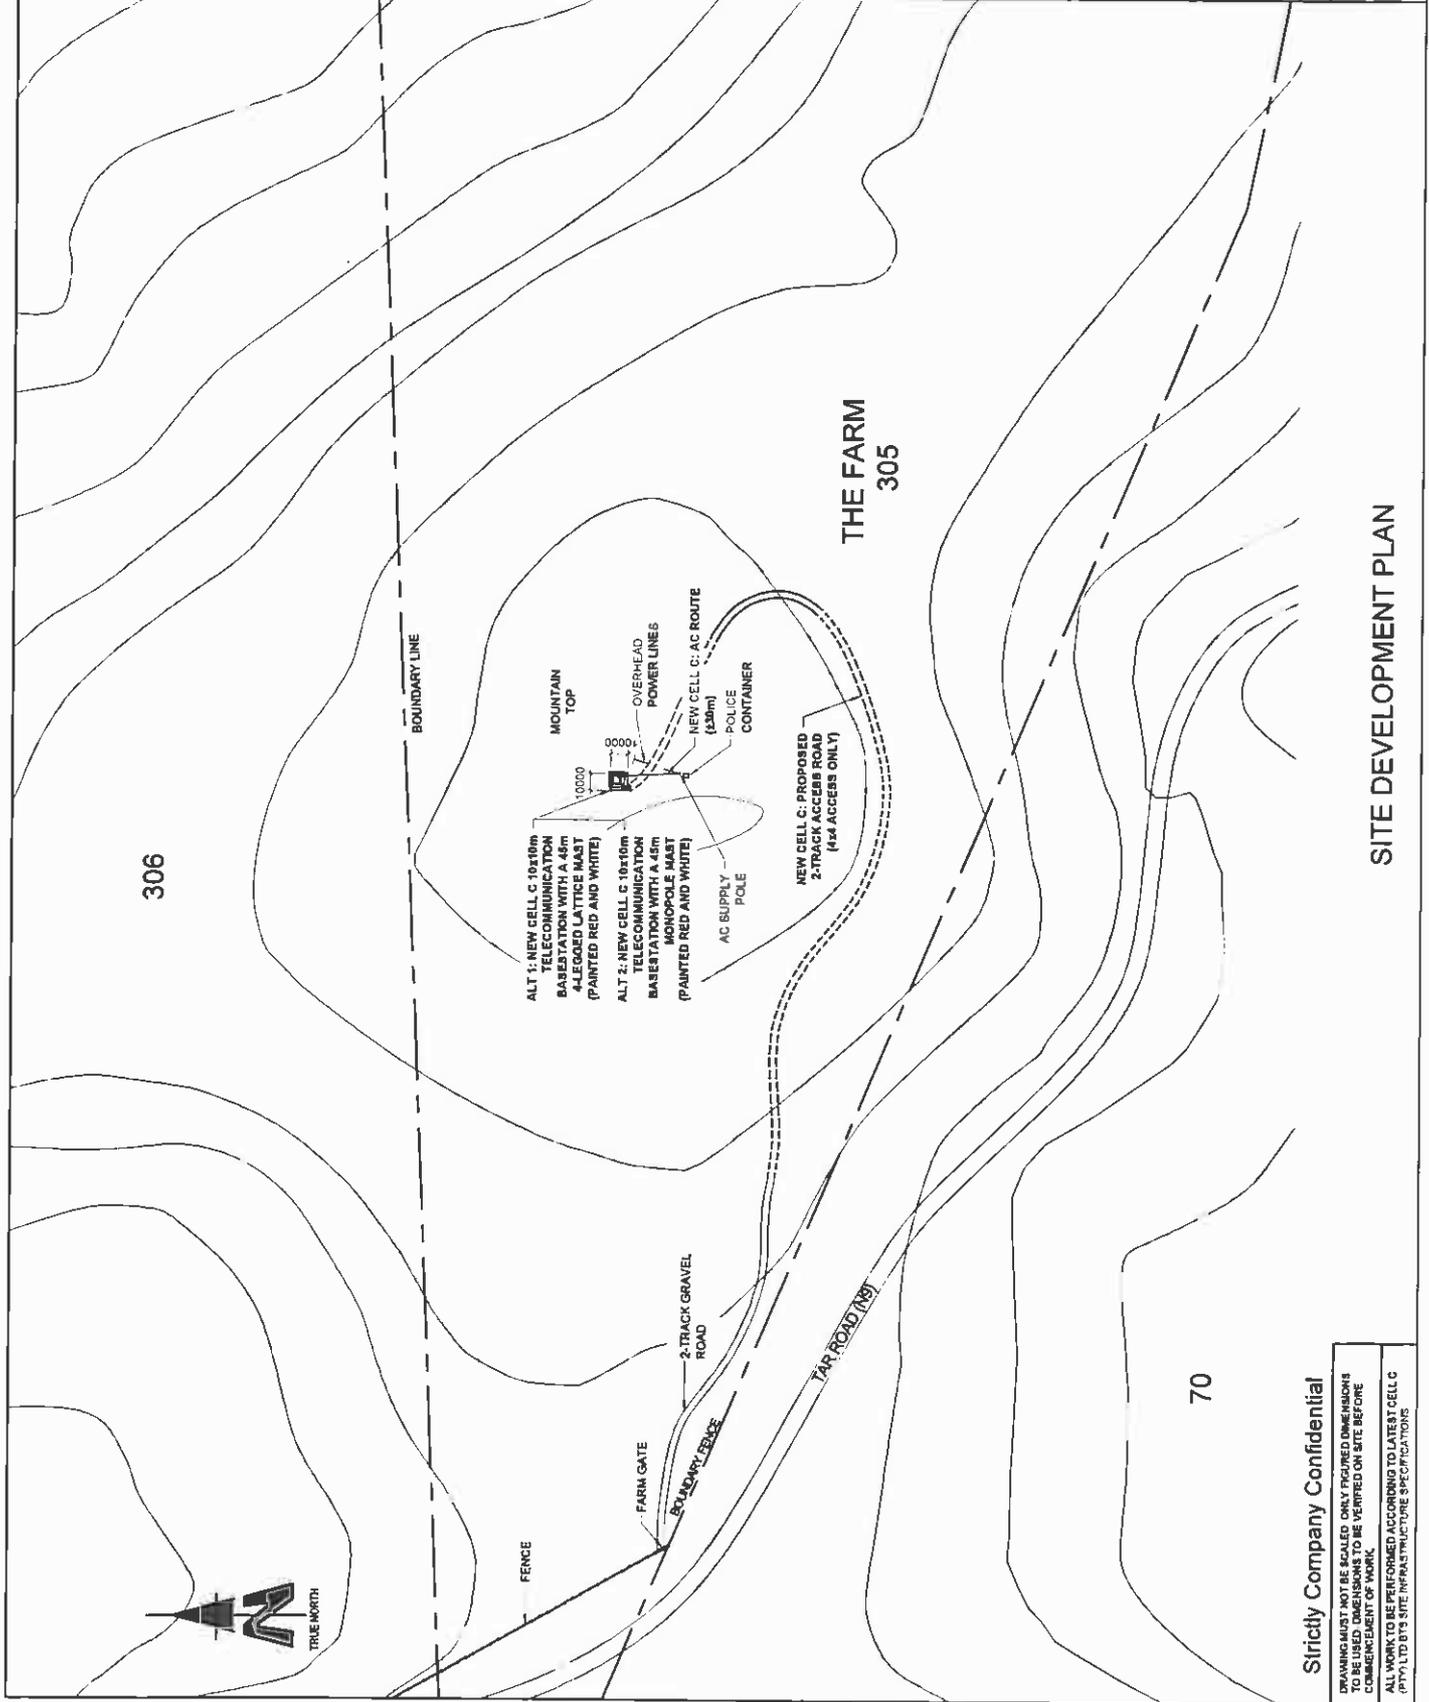 306
BOUNDARY LINE
MOUNTAIN
TOP
10000
0000
OVERHEAD
POWER LINES
NEW CELL C: AC ROUTE
(±30m)
POLICE
CONTAINER
ALT 1: NEW CELL C 10x10m
TELECOMMUNICATION
BASESTATION WITH A 45m
4-LEGGED LATTICE MAST
(PAINTED RED AND WHITE)
ALT 2: NEW CELL C 10x10m
TELECOMMUNICATION
BASESTATION WITH A 45m
MONOPOLE MAST
(PAINTED RED AND WHITE)
AC SUPPLY
POLE
NEW CELL C: PROPOSED
2-TRACK ACCESS ROAD
(4x4 ACCESS ONLY)
THE FARM
305
2-TRACK GRAVEL
ROAD
FARM GATE
BOUNDARY FENCE
FENCE
TRUE NORTH
TAR ROAD (N9)
70
SITE DEVELOPMENT PLAN
Strictly Company Confidential
DRAWING MUST NOT BE SCALED ONLY FIGURED DIMENSIONS
TO BE USED. DIMENSIONS TO BE VERIFIED ON SITE BEFORE
COMMENCEMENT OF WORK.
ALL WORK TO BE PERFORMED ACCORDING TO LATEST CELL C
(PTY) LTD BTS SITE INFRASTRUCTURE SPECIFICATIONS